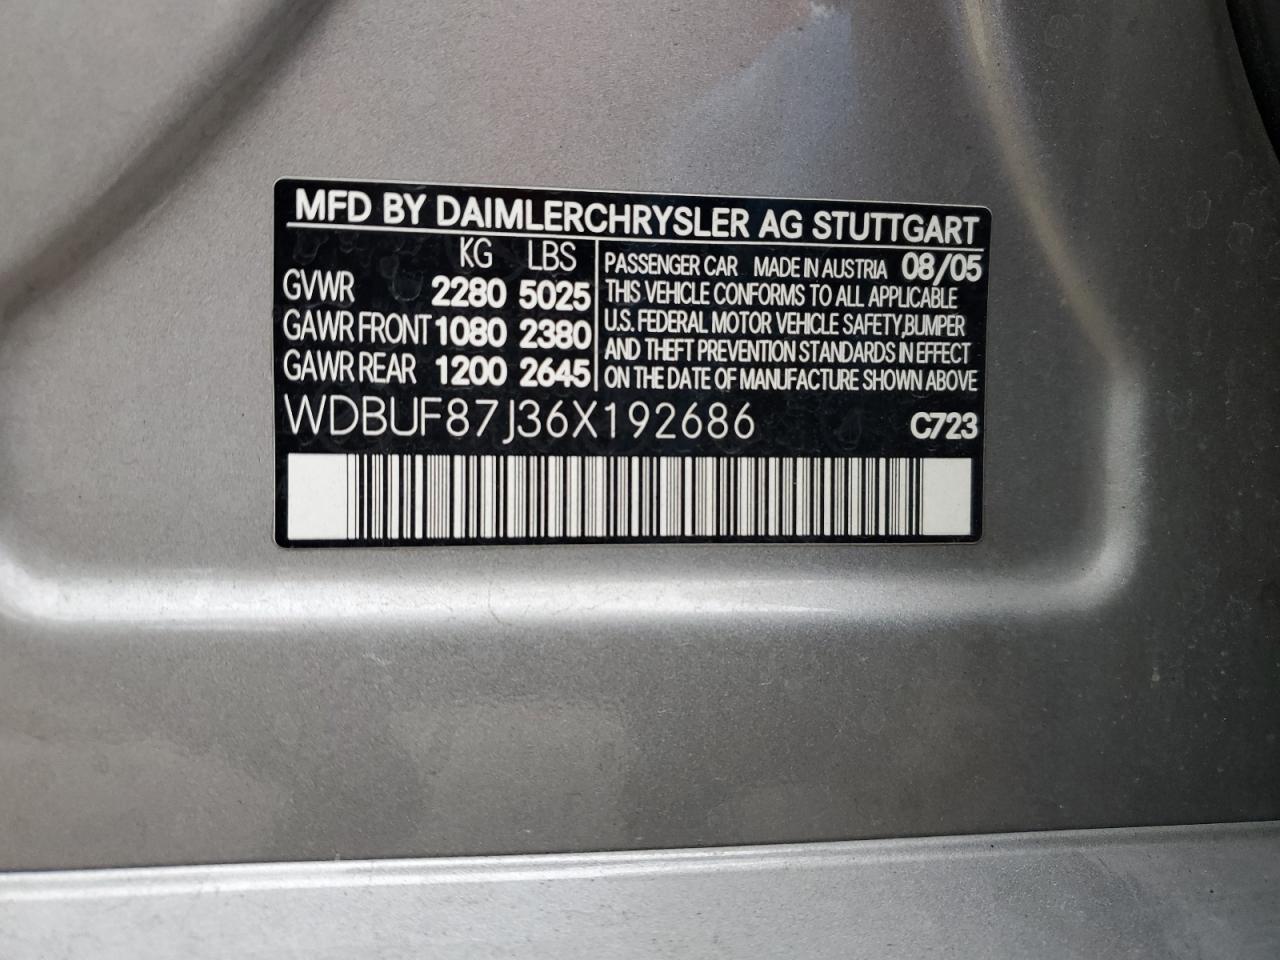 MFD BY DAIMLERCHRYSLER AG STUTTGART
KG LBS
GVWR 2280 5025
GAWR FRONT 1080 2380
GAWR REAR 1200 2645
PASSENGER CAR MADE IN AUSTRIA 08/05
THIS VEHICLE CONFORMS TO ALL APPLICABLE
U.S. FEDERAL MOTOR VEHICLE SAFETY,BUMPER
AND THEFT PREVENTION STANDARDS IN EFFECT
ON THE DATE OF MANUFACTURE SHOWN ABOVE
WDBUF87J36X192686 C723